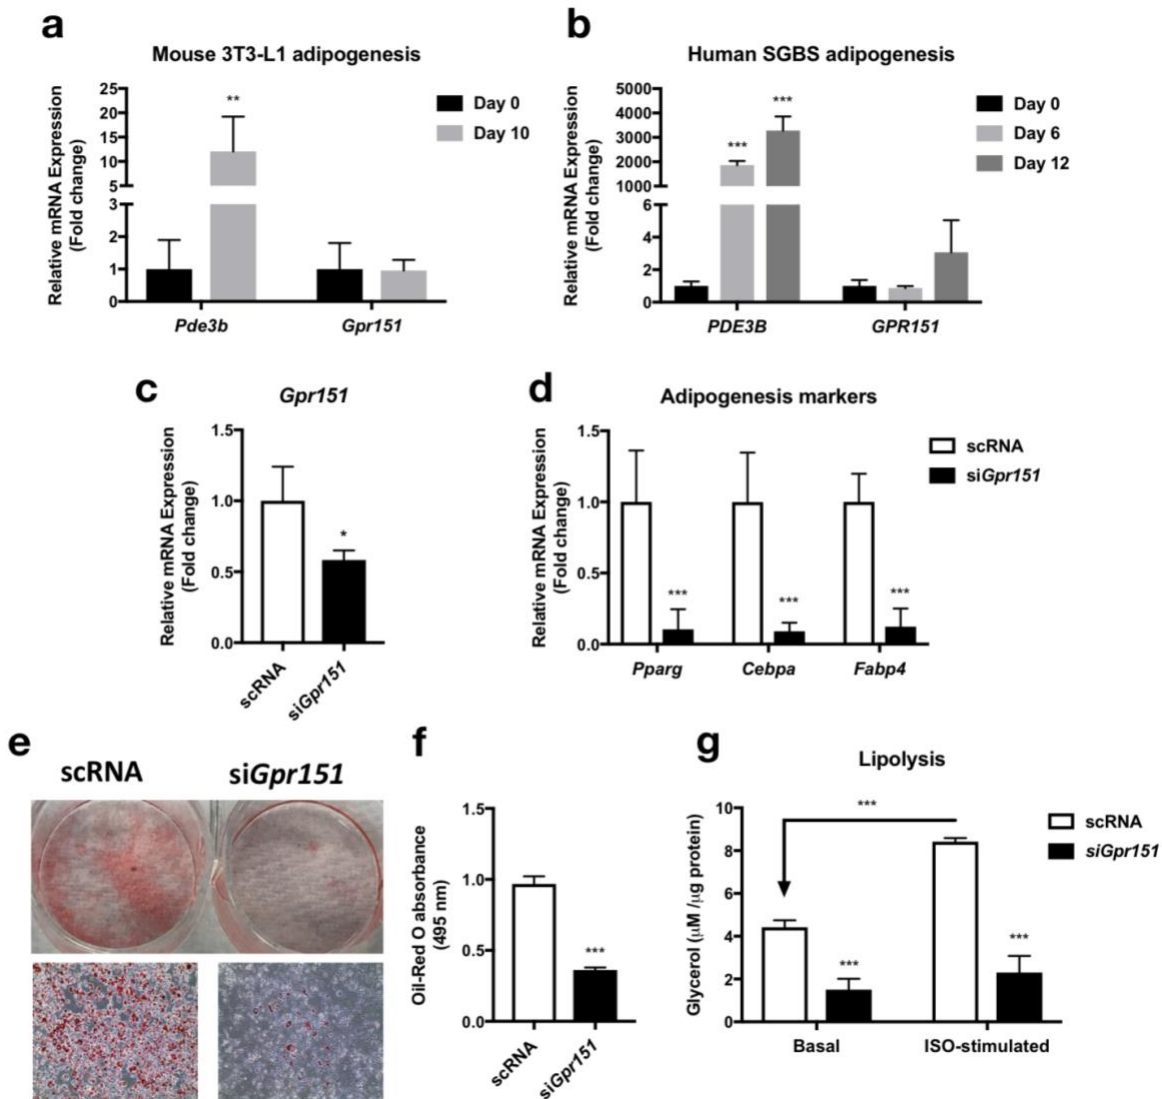 a
Mouse 3T3-L1 adipogenesis
Relative mRNA Expression
(Fold change)
25
20
15
10
5
3
2
1
0
**
Day 0
Day 10
Pde3b
Gpr151
b
Human SGBS adipogenesis
Relative mRNA Expression
(Fold change)
5000
4000
3000
2000
1000
6
4
2
0
***
***
Day 0
Day 6
Day 12
PDE3B
GPR151
c
Gpr151
Relative mRNA Expression
(Fold change)
1.5
1.0
0.5
0.0
*
scRNA
siGpr151
d
Adipogenesis markers
Relative mRNA Expression
(Fold change)
1.5
1.0
0.5
0.0
***
***
***
scRNA
siGpr151
Pparg
Cebpa
Fabp4
e
scRNA
siGpr151
f
Oil-Red O absorbance
(495 nm)
1.5
1.0
0.5
0.0
***
scRNA
siGpr151
g
Lipolysis
Glycerol (μM /μg protein)
10
8
6
4
2
0
***
***
***
scRNA
siGpr151
Basal
ISO-stimulated